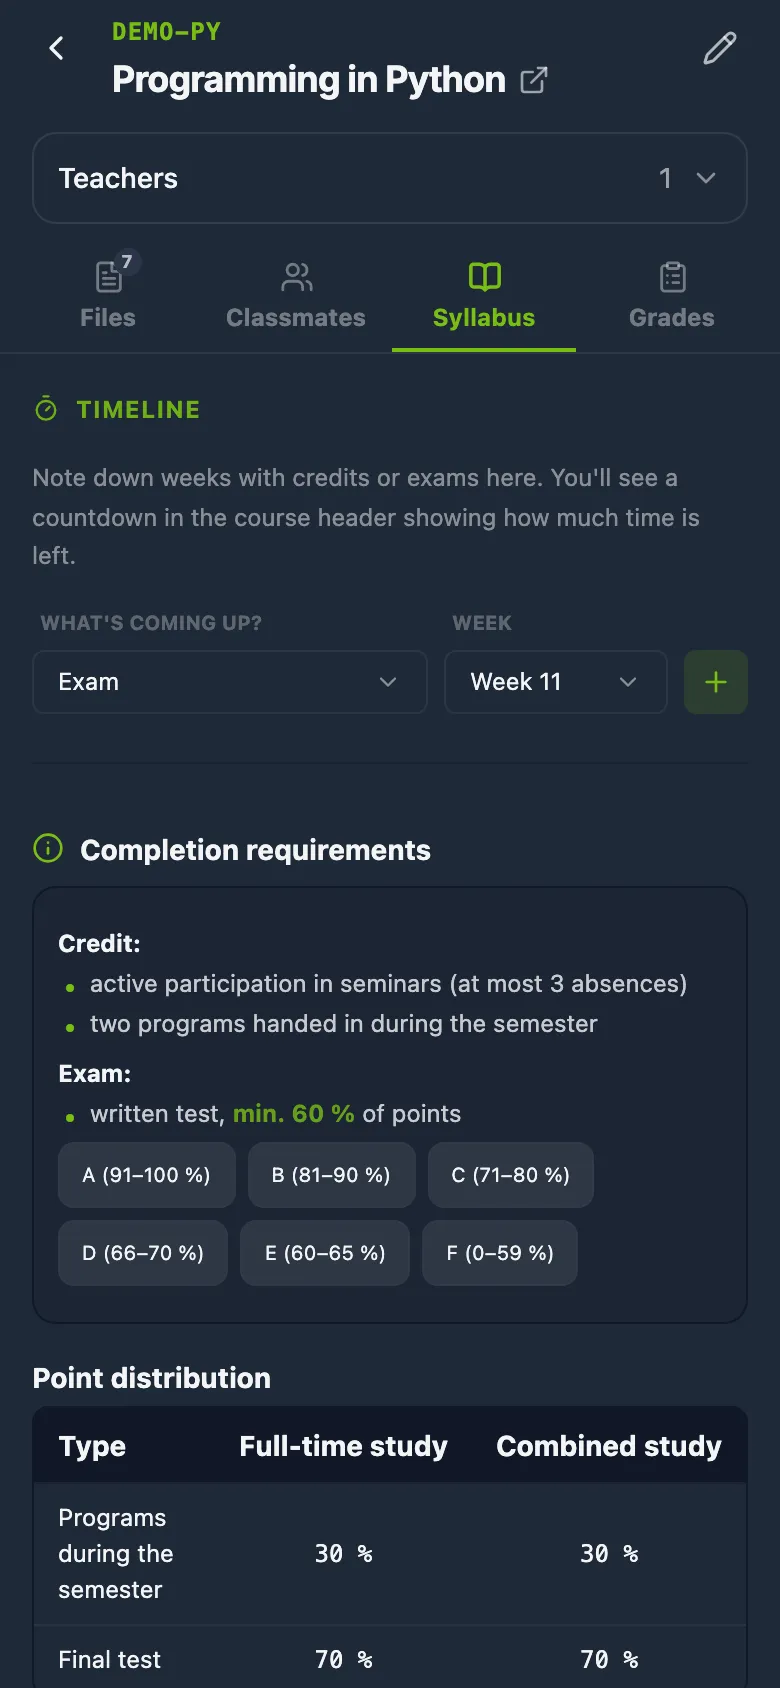 DEMO-PY
Programming in Python
Teachers 1
7
Files Classmates Syllabus Grades
TIMELINE
Note down weeks with credits or exams here. You'll see a
countdown in the course header showing how much time is
left.
WHAT'S COMING UP? WEEK
Exam Week 11
Completion requirements
Credit:
active participation in seminars (at most 3 absences)
two programs handed in during the semester
Exam:
written test, min. 60 % of points
A (91–100 %) B (81–90 %) C (71–80 %)
D (66–70 %) E (60–65 %) F (0–59 %)
Point distribution
Type Full-time study Combined study
Programs
during the 30 % 30 %
semester
Final test 70 % 70 %